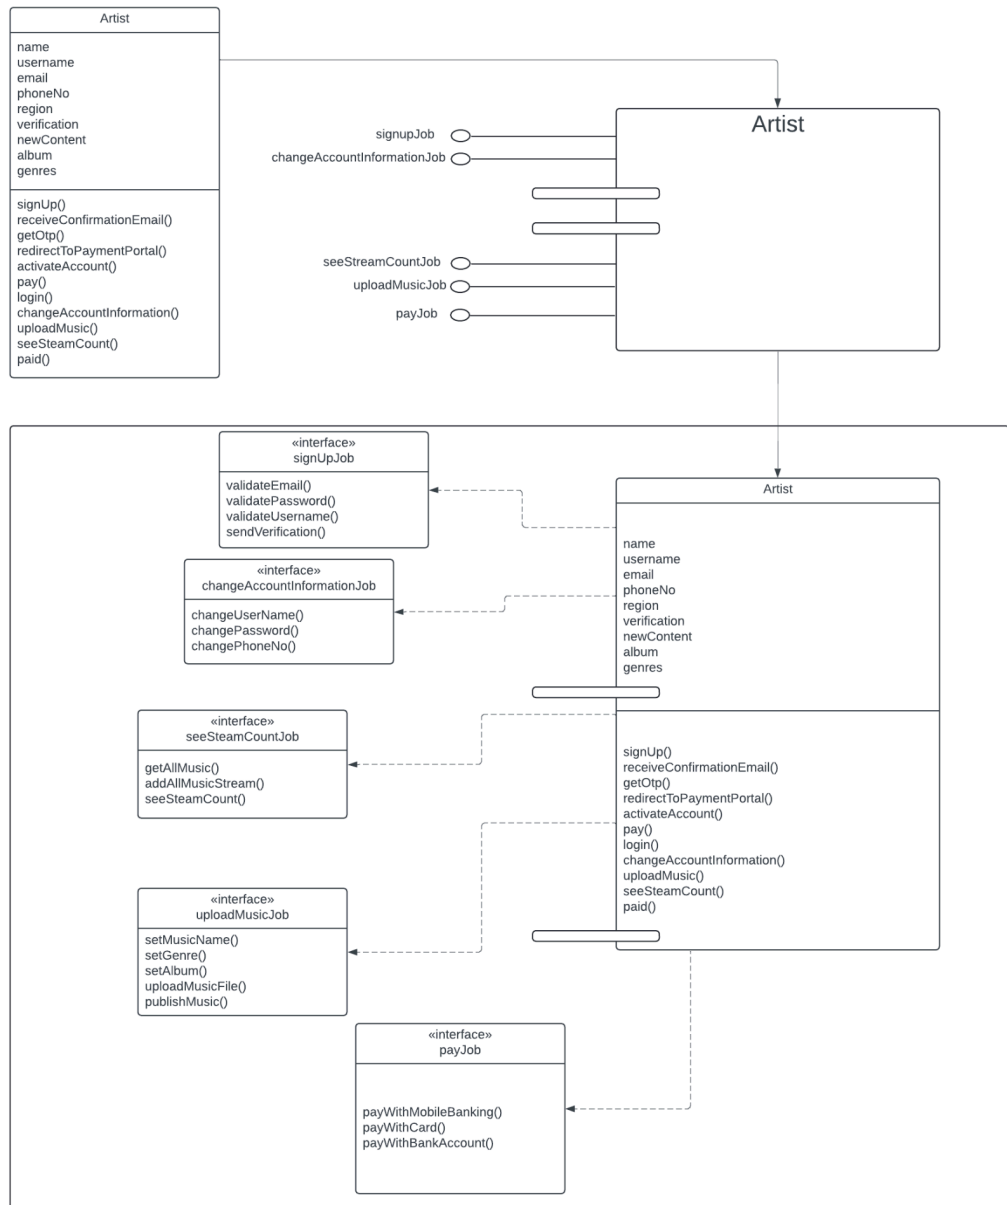 Artist
name
username
email
phoneNo
region
verification
newContent
album
genres
signUp()
receiveConfirmationEmail()
getOtp()
redirectToPaymentPortal()
activateAccount()
pay()
login()
changeAccountInformation()
uploadMusic()
seeSteamCount()
paid()
Artist
signupJob
changeAccountInformationJob
seeStreamCountJob
uploadMusicJob
payJob
«interface»
signUpJob
validateEmail()
validatePassword()
validateUsername()
sendVerification()
«interface»
changeAccountInformationJob
changeUserName()
changePassword()
changePhoneNo()
«interface»
seeSteamCountJob
getAllMusic()
addAllMusicStream()
seeSteamCount()
«interface»
uploadMusicJob
setMusicName()
setGenre()
setAlbum()
uploadMusicFile()
publishMusic()
«interface»
payJob
payWithMobileBanking()
payWithCard()
payWithBankAccount()
Artist
name
username
email
phoneNo
region
verification
newContent
album
genres
signUp()
receiveConfirmationEmail()
getOtp()
redirectToPaymentPortal()
activateAccount()
pay()
login()
changeAccountInformation()
uploadMusic()
seeSteamCount()
paid()